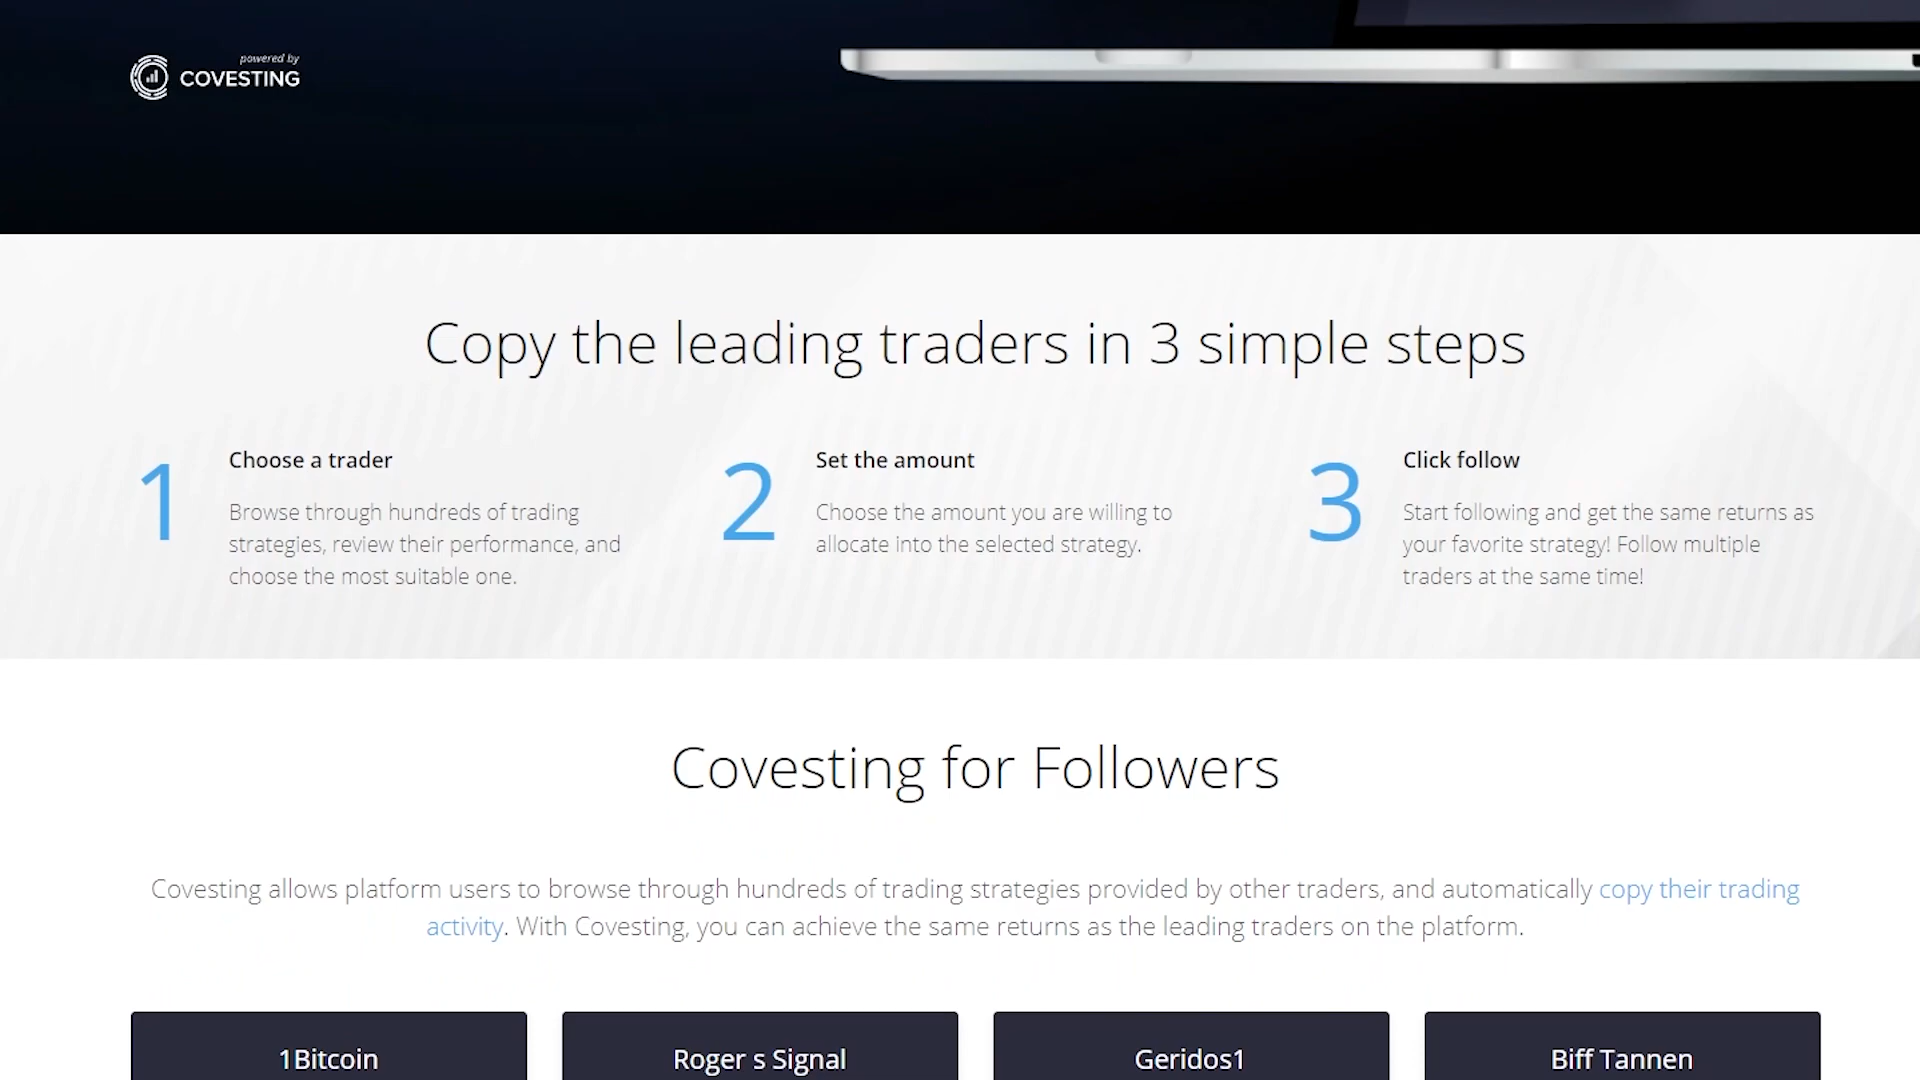 powered by
COVESTING
Copy the leading traders in 3 simple steps
1
Choose a trader
Browse through hundreds of trading
strategies, review their performance, and
choose the most suitable one.
2
Set the amount
Choose the amount you are willing to
allocate into the selected strategy.
3
Click follow
Start following and get the same returns as
your favorite strategy! Follow multiple
traders at the same time!
Covesting for Followers
Covesting allows platform users to browse through hundreds of trading strategies provided by other traders, and automatically copy their trading
activity. With Covesting, you can achieve the same returns as the leading traders on the platform.
1Bitcoin
Roger s Signal
Geridos1
Biff Tannen